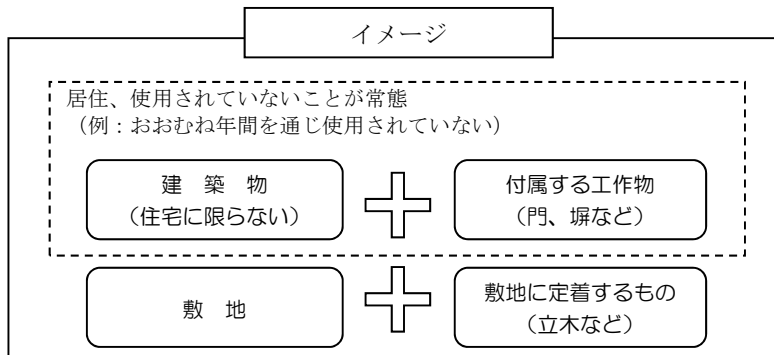 イメージ
居住、使用されていないことが常態
（例：おおむね年間を通じ使用されていない）
建　築　物
（住宅に限らない）
付属する工作物
（門、塀など）
敷　地
敷地に定着するもの
（立木など）